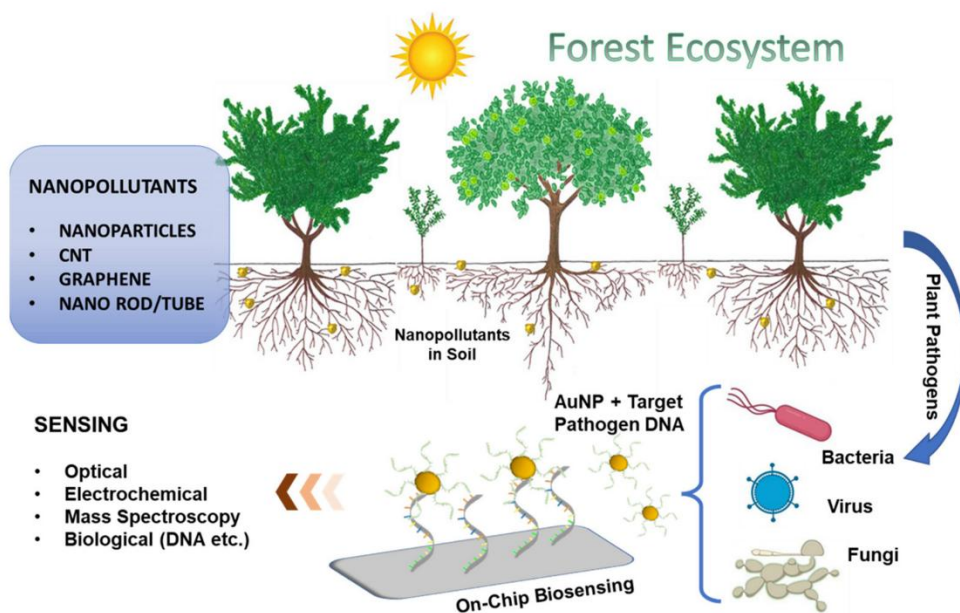 Forest Ecosystem
NANOPOLLUTANTS
• NANOPARTICLES
• CNT
• GRAPHENE
• NANO ROD/TUBE
Nanopollutants
in Soil
Plant Pathogens
SENSING
• Optical
• Electrochemical
• Mass Spectroscopy
• Biological (DNA etc.)
AuNP + Target
Pathogen DNA
On-Chip Biosensing
Bacteria
Virus
Fungi